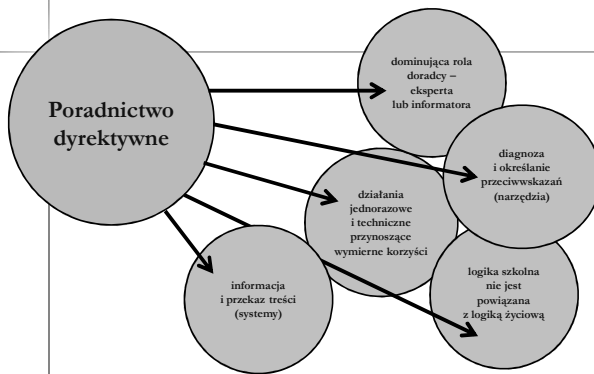 Poradnictwo
dyrektywne
dominująca rola
doradcy –
eksperta
lub informatora
diagnoza
i określanie
przeciwwskazań
(narzędzia)
działania
jednorazowe
i techniczne
przynoszące
wymierne korzyści
informacja
i przekaz treści
(systemy)
logika szkolna
nie jest
powiązana
z logiką życiową